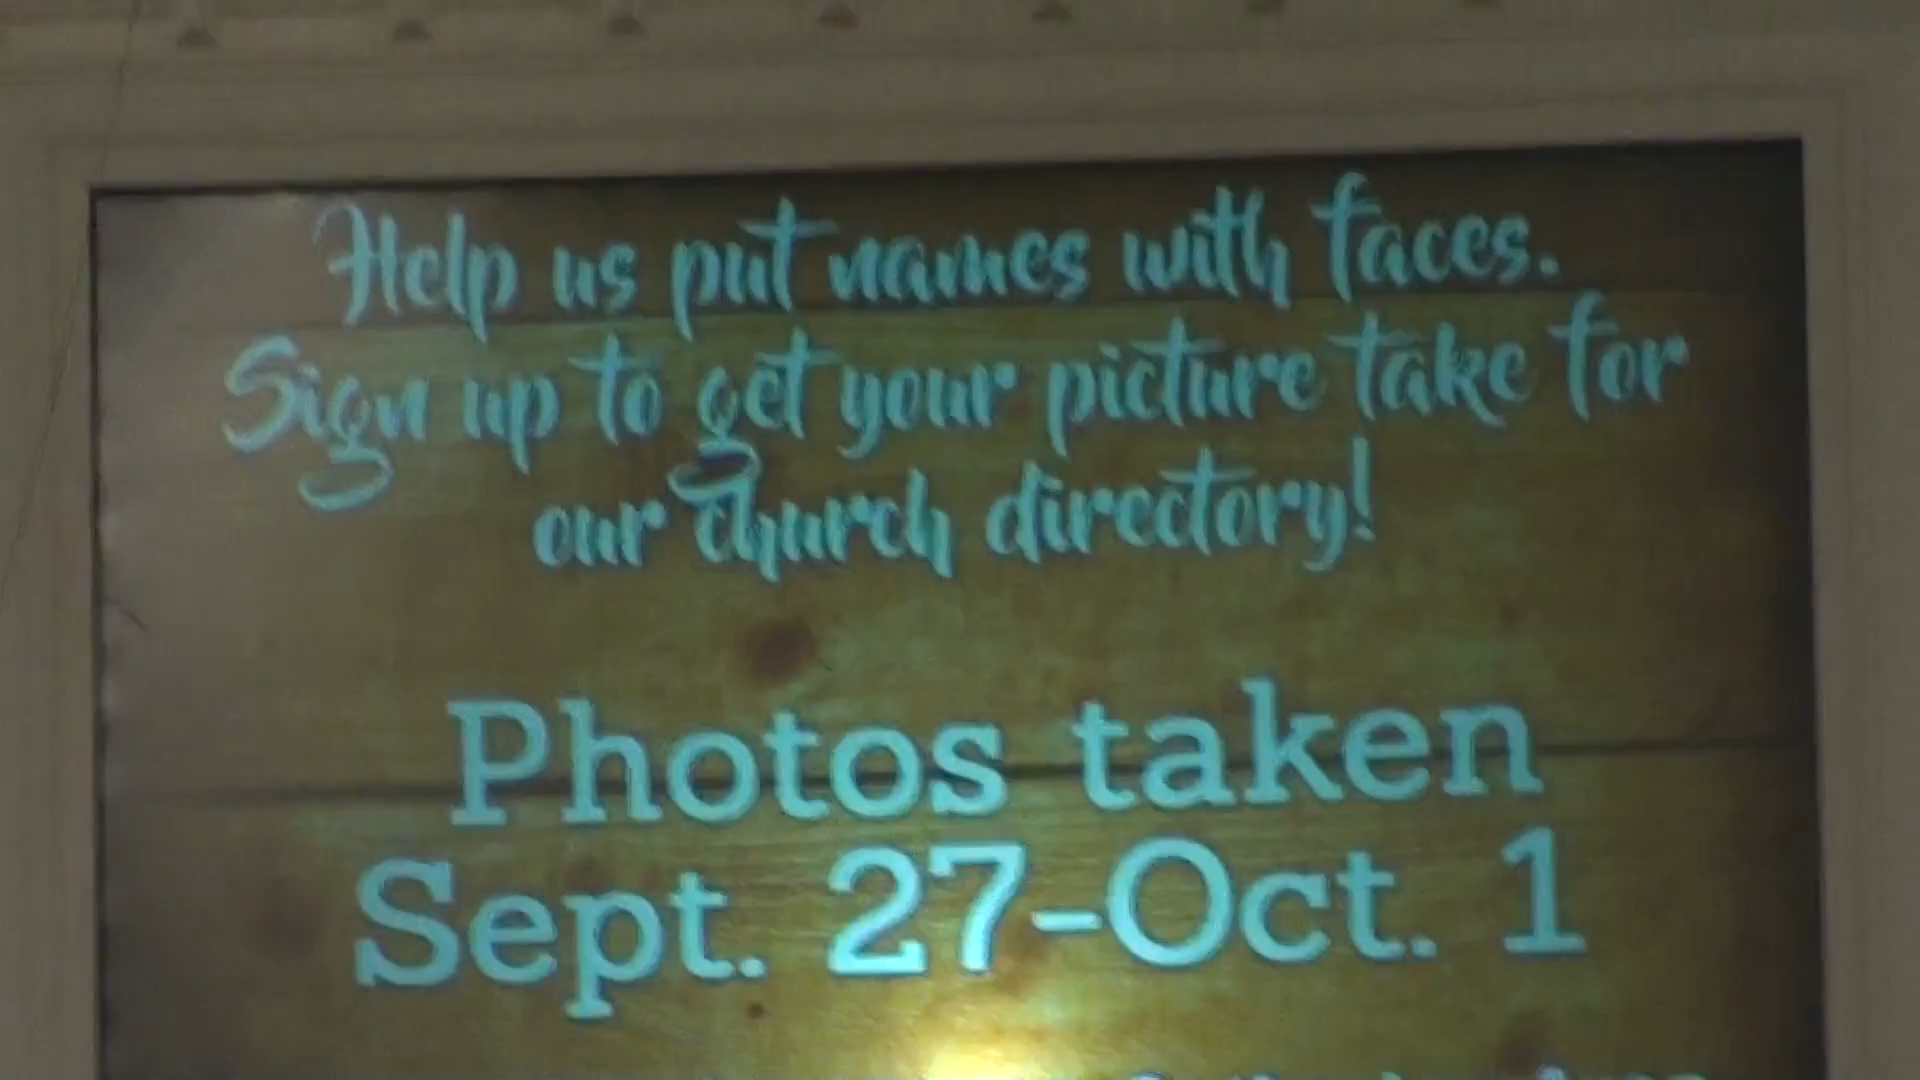 Help us put names with faces.
Sign up to get your picture take for
our church directory!
Photos taken
Sept. 27-Oct. 1